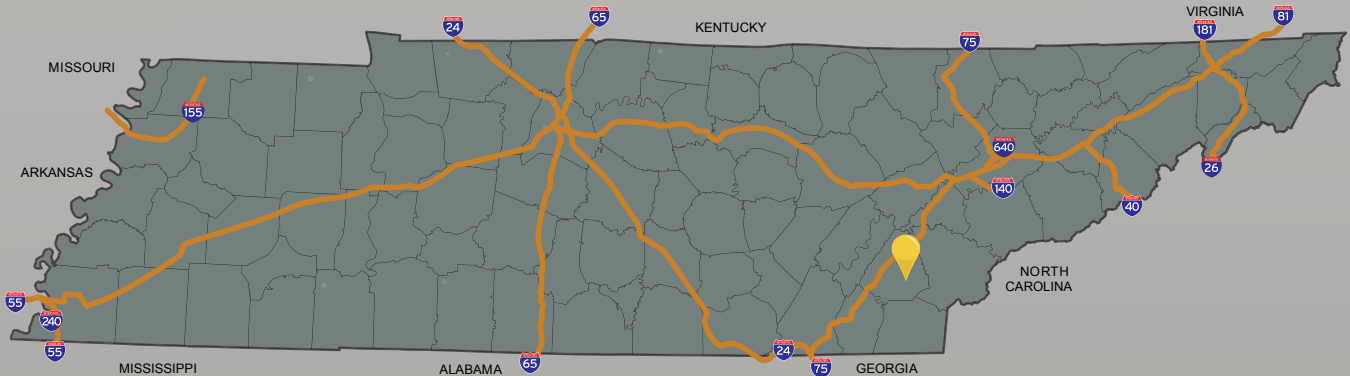 VIRGINIA
81
24
65
KENTUCKY
181
75
MISSOURI
155
640
ARKANSAS
26
140
40
NORTH
CAROLINA
55
240
55
24
65
75
MISSISSIPPI
ALABAMA
GEORGIA